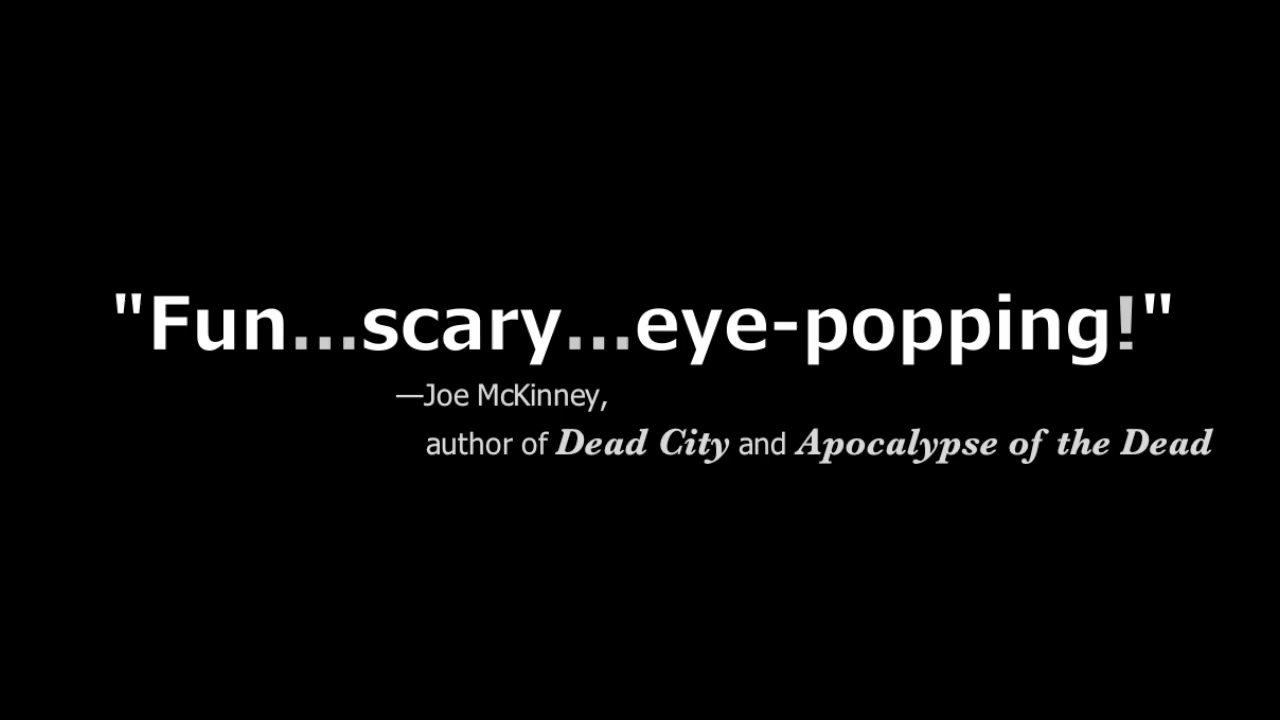 "Fun...scary...eye-popping!"
—Joe McKinney,
author of Dead City and Apocalypse of the Dead